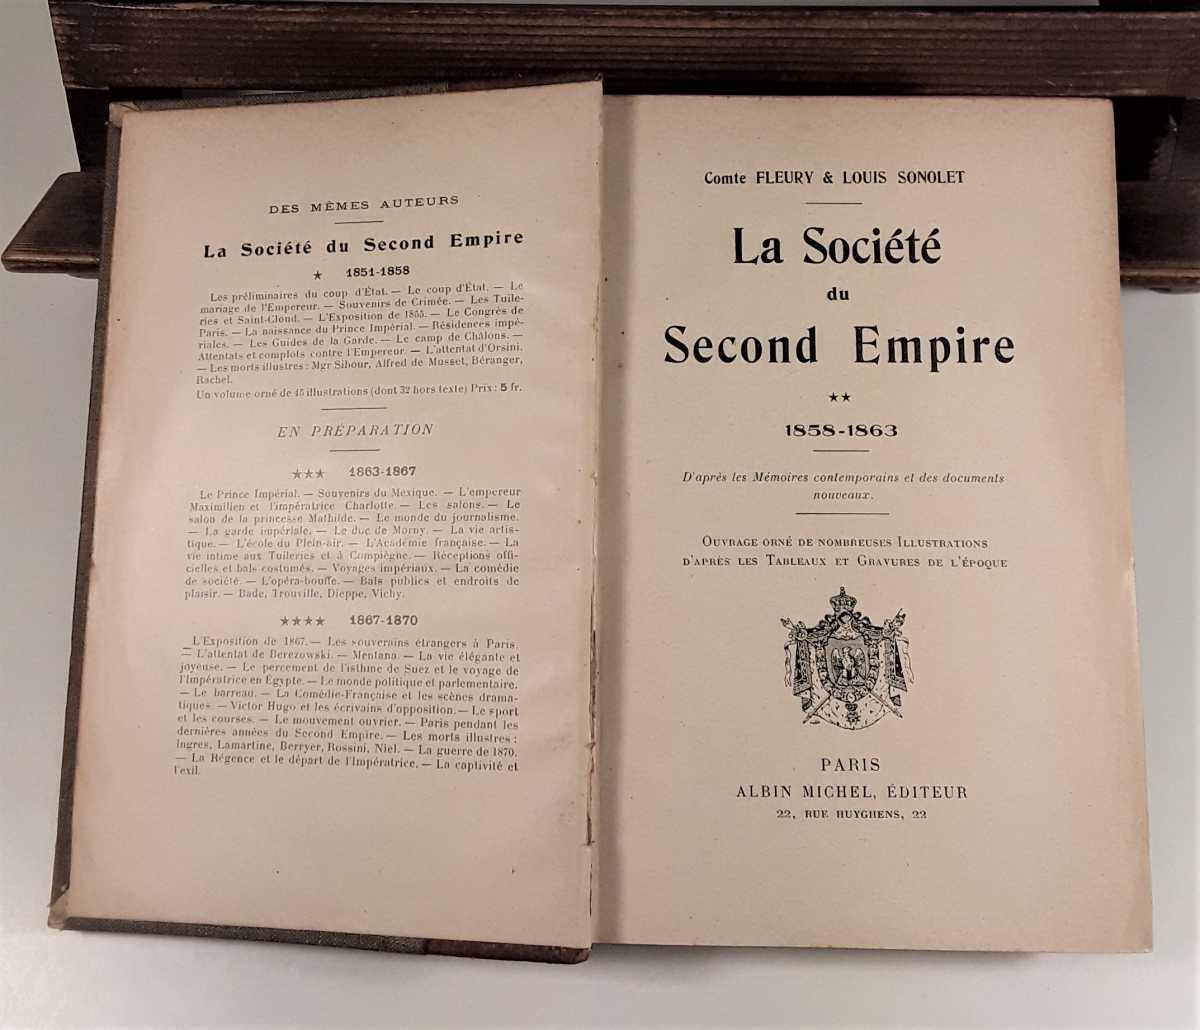 DES MÊMES AUTEURS
La Société du Second Empire
★ 1851-1858
Les préliminaires du coup d'État. — Le coup d'État. — Le
mariage de l'Empereur. — Souvenirs de Crimée. — Les Tuile-
ries et Saint-Cloud. — L'Exposition de 1855. — Le Congrès de
Paris. — La naissance du Prince Impérial. — Résidences impé-
riales. — Les Guides de la Garde. — Le camp de Châlons. —
Attentats et complots contre l'Empereur. — L'attentat d'Orsini.
— Les morts illustres : Mgr Sibour, Alfred de Musset, Béranger,
Rachel.
Un volume orné de 45 illustrations (dont 32 hors texte) Prix : 5 fr.
EN PRÉPARATION
★★★ 1863-1867
Le Prince Impérial. — Souvenirs du Mexique. — L'empereur
Maximilien et l'impératrice Charlotte. — Les salons. — Le
salon de la princesse Mathilde. — Le monde du journalisme.
— La garde impériale. — Le duc de Morny. — La vie artis-
tique. — L'école du Plein-air. — L'Académie française. — La
vie intime aux Tuileries et à Compiègne. — Réceptions offi-
cielles et bals costumés. — Voyages impériaux. — La comédie
de société. — L'opéra-bouffe. — Bals publics et endroits de
plaisir. — Bade, Trouville, Dieppe, Vichy.
★★★★ 1867-1870
L'Exposition de 1867. — Les souverains étrangers à Paris.
— L'attentat de Berezowski. — Mentana. — La vie élégante et
joyeuse. — Le percement de l'isthme de Suez et le voyage de
l'Impératrice en Égypte. — Le monde politique et parlementaire.
— Le barreau. — La Comédie-Française et les scènes drama-
tiques. — Victor Hugo et les écrivains d'opposition. — Le sport
et les courses. — Le mouvement ouvrier. — Paris pendant les
dernières années du Second Empire. — Les morts illustres :
Ingres, Lamartine, Berryer, Rossini, Niel. — La guerre de 1870.
— La Régence et le départ de l'Impératrice. — La captivité et
l'exil.
Comte FLEURY & LOUIS SONOLET
La Société
du
Second Empire
★★
1858-1863
D'après les Mémoires contemporains et des documents
nouveaux.
OUVRAGE ORNÉ DE NOMBREUSES ILLUSTRATIONS
D'APRÈS LES TABLEAUX ET GRAVURES DE L'ÉPOQUE
PARIS
ALBIN MICHEL, ÉDITEUR
22, RUE HUYGHENS, 22